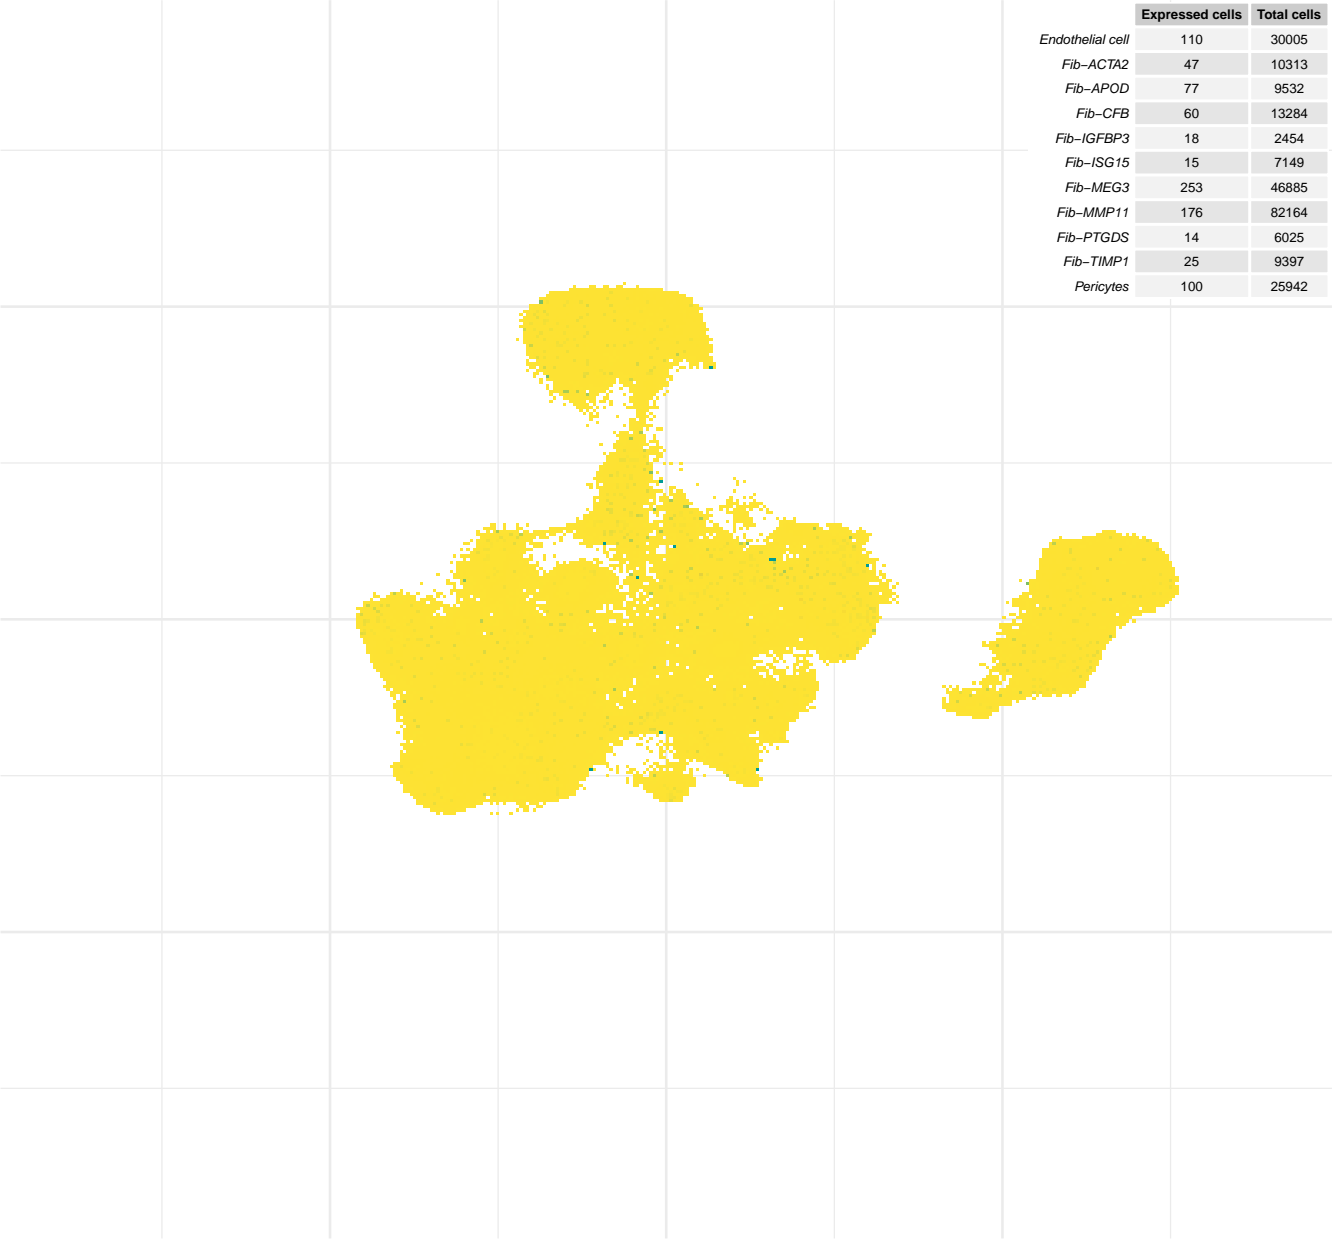 Expressed cells Total cells
Endothelial cell 110 30005
Fib−ACTA2 47 10313
Fib−APOD 77 9532
Fib−CFB 60 13284
Fib−IGFBP3 18 2454
Fib−ISG15 15 7149
Fib−MEG3 253 46885
Fib−MMP11 176 82164
Fib−PTGDS 14 6025
Fib−TIMP1 25 9397
Pericytes 100 25942